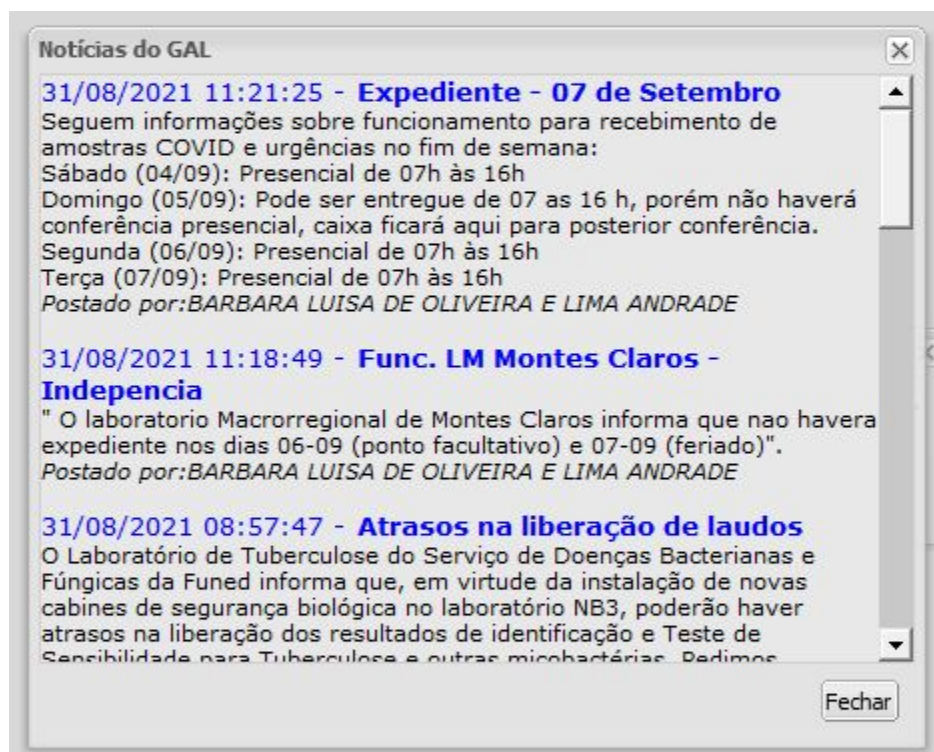 Notícias do GAL
31/08/2021 11:21:25 - Expediente - 07 de Setembro
Seguem informações sobre funcionamento para recebimento de
amostras COVID e urgências no fim de semana:
Sábado (04/09): Presencial de 07h às 16h
Domingo (05/09): Pode ser entregue de 07 as 16 h, porém não haverá
conferência presencial, caixa ficará aqui para posterior conferência.
Segunda (06/09): Presencial de 07h às 16h
Terça (07/09): Presencial de 07h às 16h
Postado por:BARBARA LUISA DE OLIVEIRA E LIMA ANDRADE
31/08/2021 11:18:49 - Func. LM Montes Claros -
Indepencia
" O laboratorio Macrorregional de Montes Claros informa que nao havera
expediente nos dias 06-09 (ponto facultativo) e 07-09 (feriado)".
Postado por:BARBARA LUISA DE OLIVEIRA E LIMA ANDRADE
31/08/2021 08:57:47 - Atrasos na liberação de laudos
O Laboratório de Tuberculose do Serviço de Doenças Bacterianas e
Fúngicas da Funed informa que, em virtude da instalação de novas
cabines de segurança biológica no laboratório NB3, poderão haver
atrasos na liberação dos resultados de identificação e Teste de
Sensibilidade para Tuberculose e outras micobactérias. Pedimos
Fechar